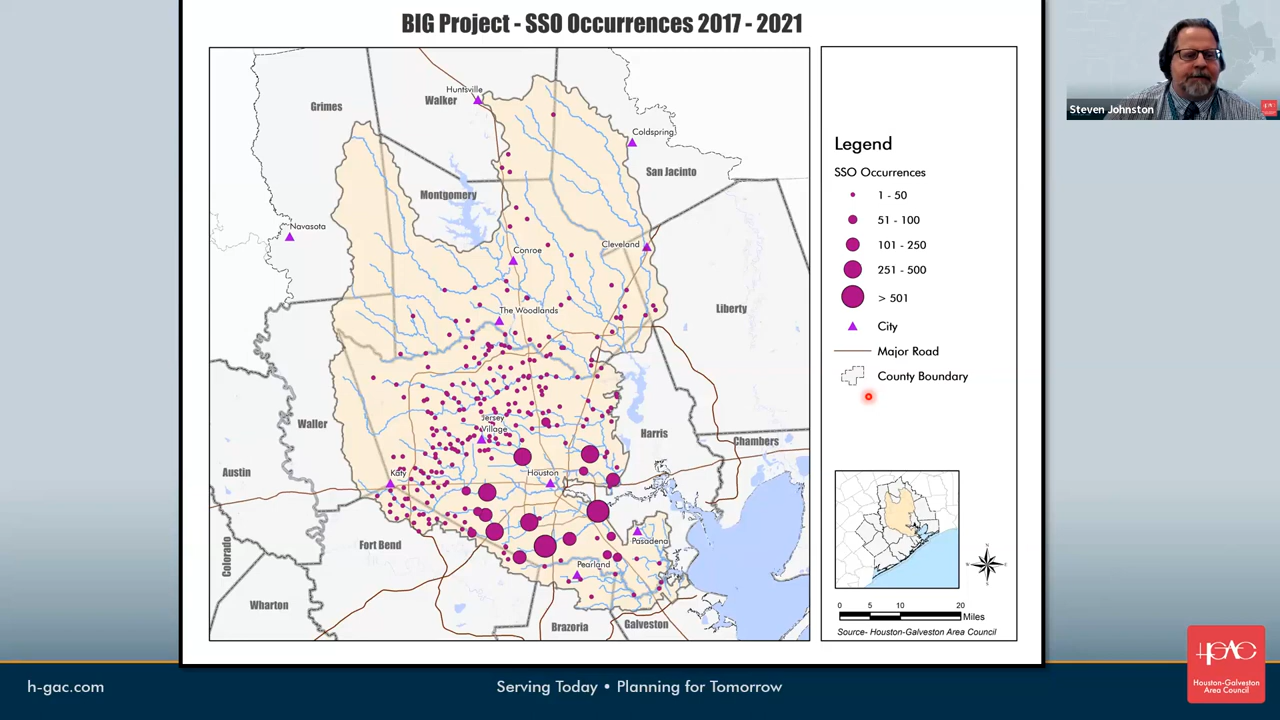 BIG Project - SSO Occurrences 2017 - 2021
Steven Johnston
Huntsville
Walker
Grimes
Coldspring
San Jacinto
Montgomery
Navasota
Cleveland
Conroe
The Woodlands
Liberty
Jersey
Village
Waller
Harris
Chambers
Austin
Katy
Houston
Colorado
Fort Bend
Pasadena
Pearland
Wharton
Brazoria
Galveston
Legend
SSO Occurrences
1 - 50
51 - 100
101 - 250
251 - 500
> 501
City
Major Road
County Boundary
N
W
E
S
0 5 10 20
Miles
Source- Houston-Galveston Area Council
h-gac.com
Serving Today • Planning for Tomorrow
HGAC
Houston-Galveston
Area Council